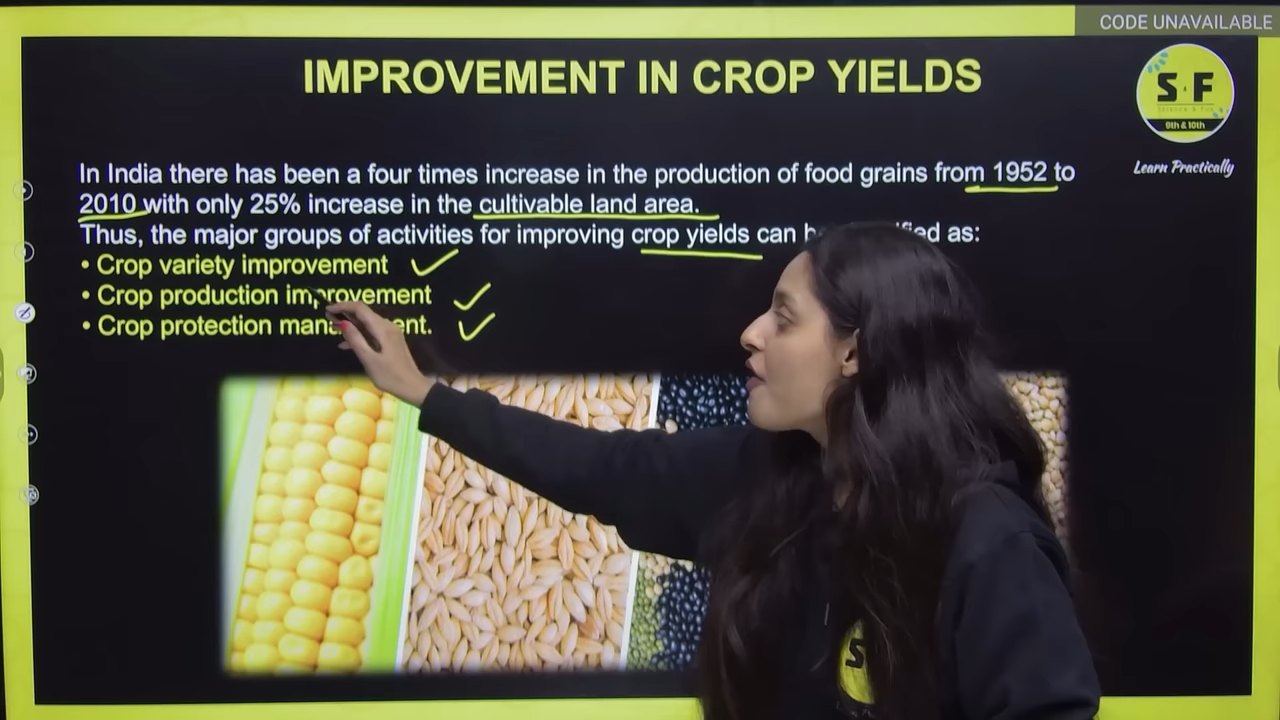 CODE UNAVAILABLE
IMPROVEMENT IN CROP YIELDS
S F
Science & Fun
9th & 10th
Learn Practically
In India there has been a four times increase in the production of food grains from 1952 to
2010 with only 25% increase in the cultivable land area.
Thus, the major groups of activities for improving crop yields can as:
• Crop variety improvement
• Crop production improvement
• Crop protection
S